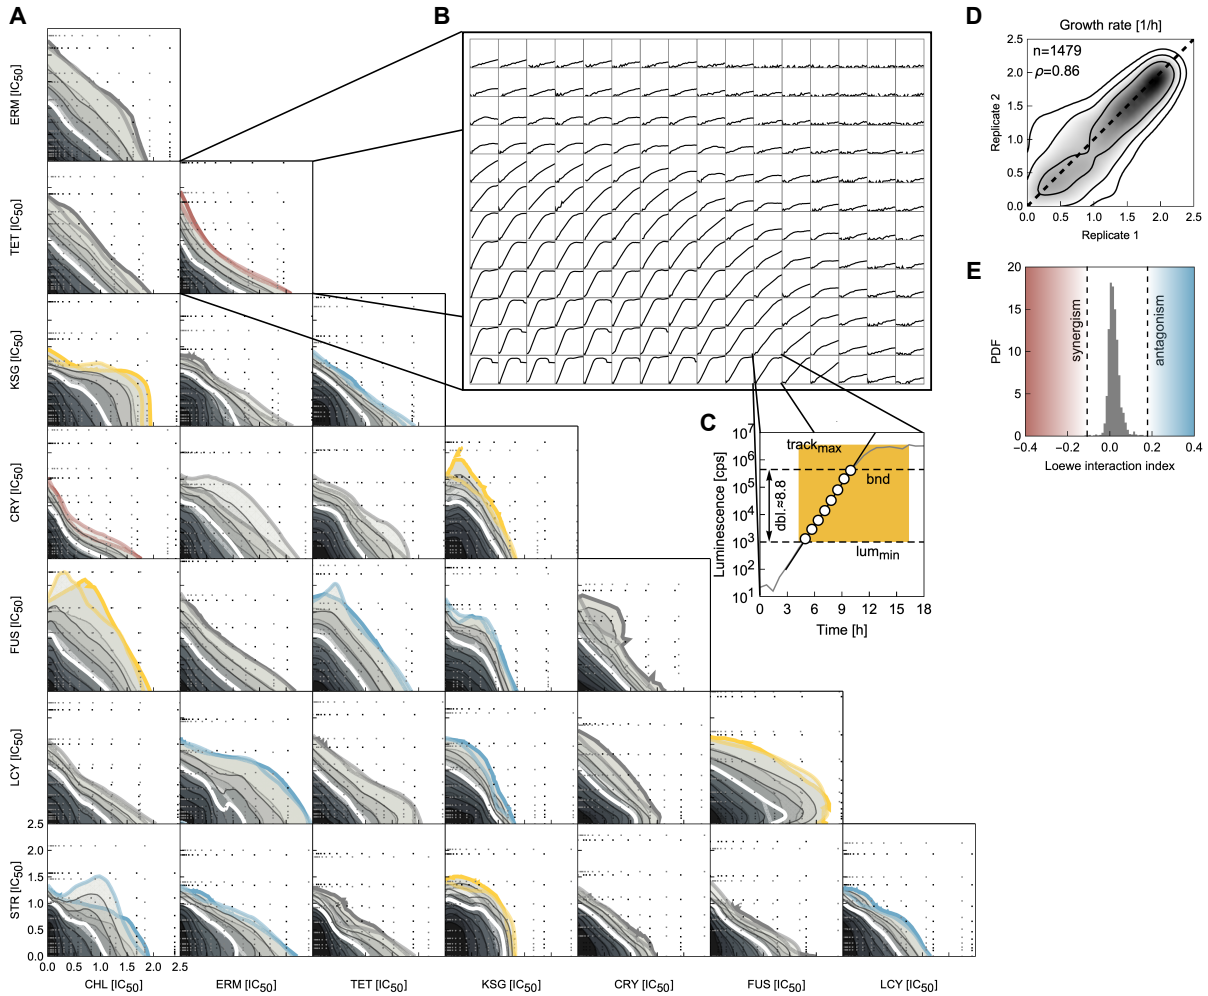 A
B
D
Growth rate [1/h]
n=1479
ρ=0.86
2.5
2.0
1.5
1.0
0.5
0.0
Replicate 2
0.0 0.5 1.0 1.5 2.0 2.5
Replicate 1
E
20
15
10
5
0
PDF
synergism
antagonism
−0.4 −0.2 0.0 0.2 0.4
Loewe interaction index
C
10^7
10^6
10^5
10^4
10^3
10^2
10^1
Luminescence [cps]
track_max
bnd
dbl.≈8.8
lum_min
0 3 6 9 12 15 18
Time [h]
ERM [IC50]
TET [IC50]
KSG [IC50]
CRY [IC50]
FUS [IC50]
LCY [IC50]
STR [IC50]
2.5
2.0
1.5
1.0
0.5
0.0
0.0 0.5 1.0 1.5 2.0 2.5
CHL [IC50] ERM [IC50] TET [IC50] KSG [IC50] CRY [IC50] FUS [IC50] LCY [IC50]